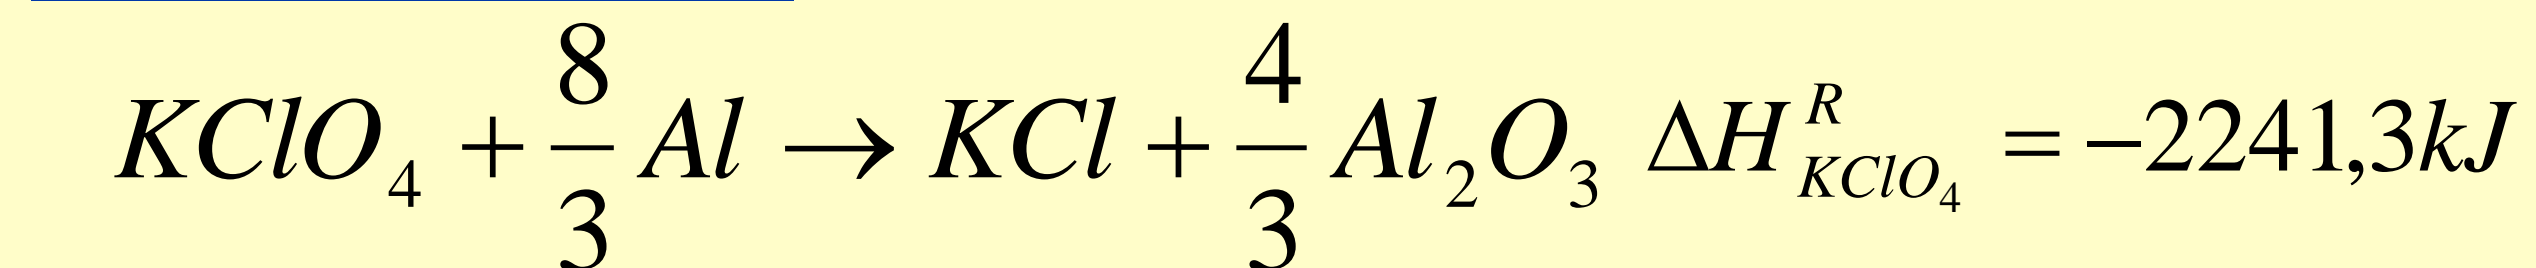 KClO₄ + 8/3 Al → KCl + 4/3 Al₂O₃ ΔH^R_KClO₄ = −2241,3kJ